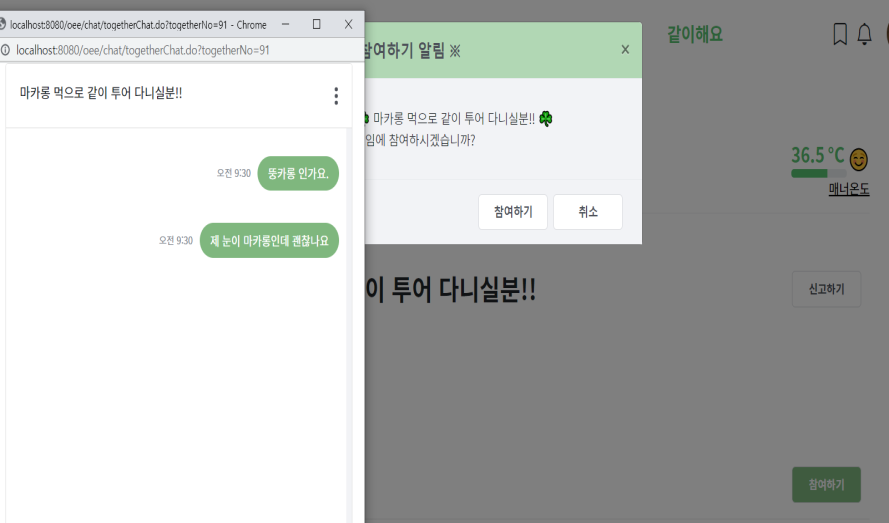 localhost:8080/oee/chat/togetherChat.do?togetherNo=91 - Chrome
localhost:8080/oee/chat/togetherChat.do?togetherNo=91
마카롱 먹으로 같이 투어 다니실분!!
오전 9:30 뚱카롱 인가요.
오전 9:30 제 눈이 마카롱인데 괜찮나요
참여하기 알림 ※ x
마카롱 먹으로 같이 투어 다니실분!!
임에 참여하시겠습니까?
참여하기 취소
같이해요
36.5 °C
매너온도
이 투어 다니실분!!
신고하기
참여하기